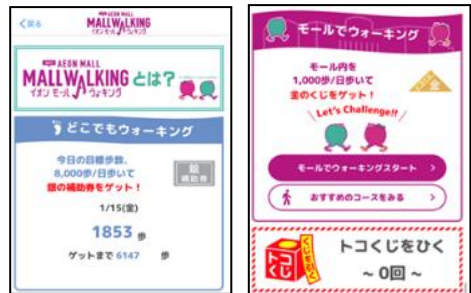 く戻る
AEON MALL
MALLWALKING
イオン モール ウォキング
AEON MALL
MALLWALKING とは?
イオン モール ウォキング
どこでもウォーキング
今日の目標歩数、
8,000歩/日歩いて
銀の補助券をゲット!
銀
補助券
1/15(金)
1853 歩
ゲットまで 6147 歩
モールでウォーキング
モール内を
1,000歩/日歩いて
金のくじをゲット!
金
\ Let's Challenge!! /
モールでウォーキングスタート >
おすすめのコースをみる >
トコ
くじ
くじを引く
トコくじをひく
~ 0回 ~